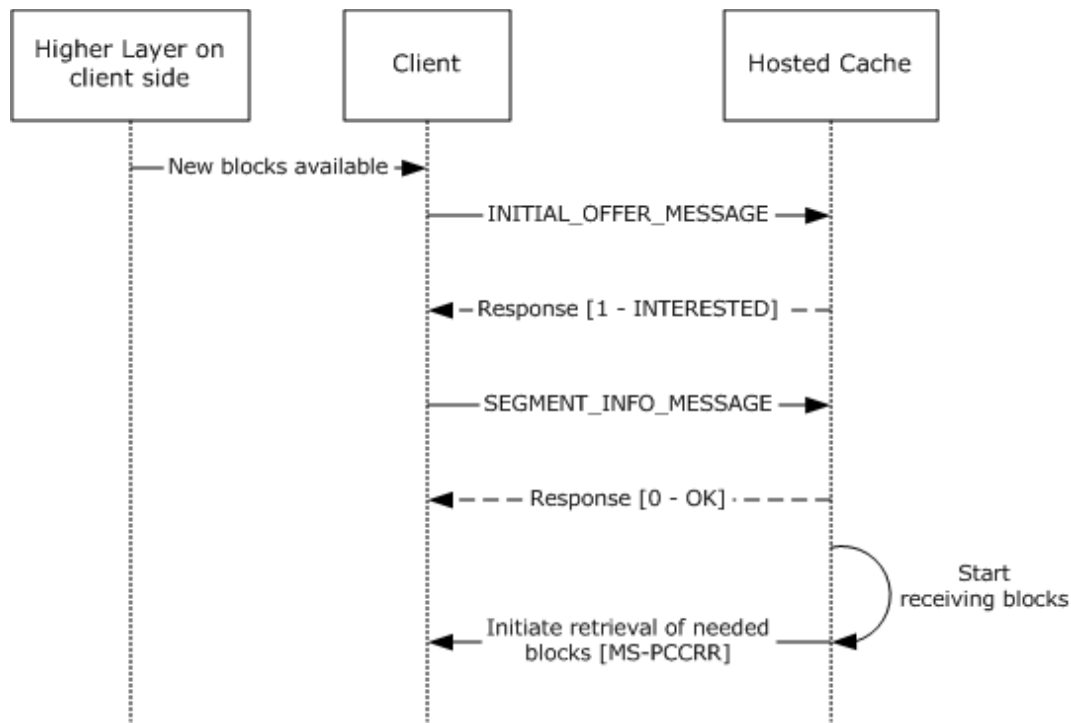 Higher Layer on
client side
Client
Hosted Cache
New blocks available
INITIAL_OFFER_MESSAGE
Response [1 - INTERESTED]
SEGMENT_INFO_MESSAGE
Response [0 - OK]
Start
receiving blocks
Initiate retrieval of needed
blocks [MS-PCCRR]